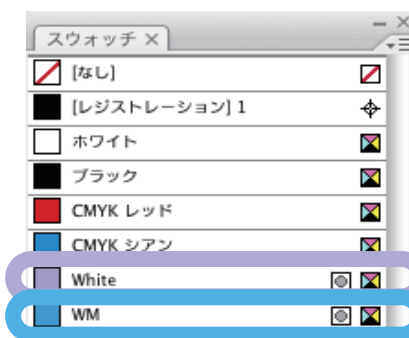 スウォッチ ×
[なし]
[レジストレーション] 1
ホワイト
ブラック
CMYK レッド
CMYK シアン
White
WM